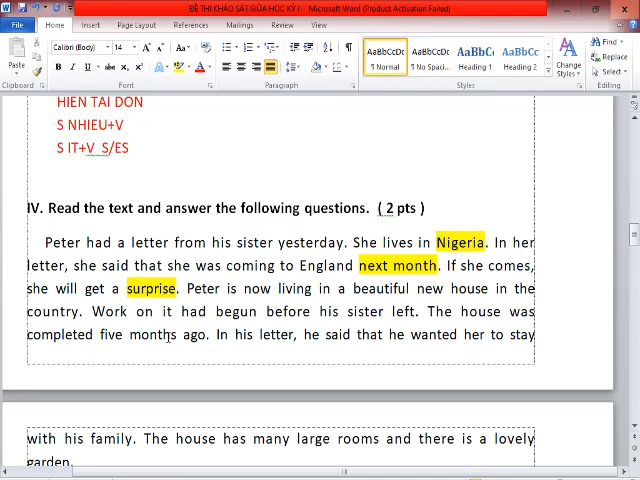 ĐỀ THI KHẢO SÁT GIỮA HỌC KỲ I - Microsoft Word (Product Activation Failed)
File Home Insert Page Layout References Mailings Review View
Calibri (Body) 14
Paste
Clipboard Font Paragraph Styles Editing
AaBbCcDc AaBbCcDc AaBbC AaBbCc
¶ Normal ¶ No Spaci... Heading 1 Heading 2
Change Styles
Find
Replace
Select
HIEN TAI DON
S NHIEU+V
S IT+V S/ES
IV. Read the text and answer the following questions. ( 2 pts )
Peter had a letter from his sister yesterday. She lives in Nigeria. In her
letter, she said that she was coming to England next month. If she comes,
she will get a surprise. Peter is now living in a beautiful new house in the
country. Work on it had begun before his sister left. The house was
completed five months ago. In his letter, he said that he wanted her to stay
with his family. The house has many large rooms and there is a lovely
garden.